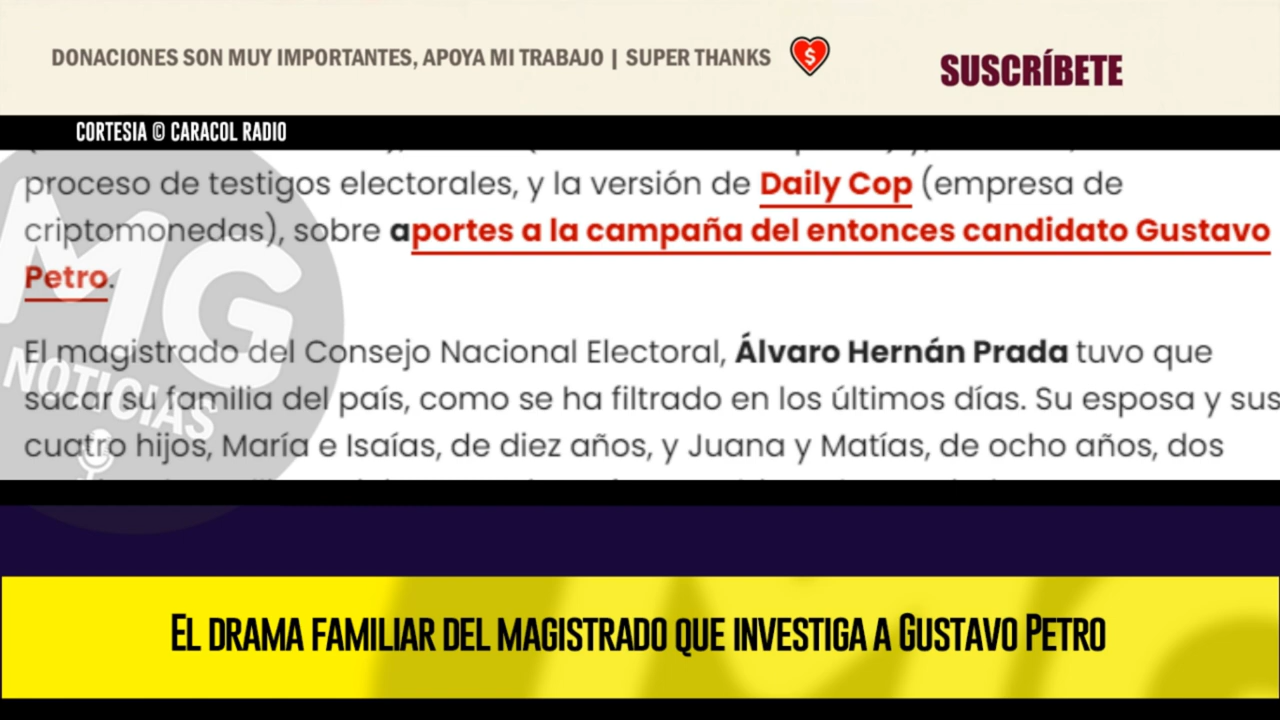 DONACIONES SON MUY IMPORTANTES, APOYA MI TRABAJO | SUPER THANKS
SUSCRÍBETE
CORTESIA © CARACOL RADIO
proceso de testigos electorales, y la versión de Daily Cop (empresa de
criptomonedas), sobre aportes a la campaña del entonces candidato Gustavo
Petro.
El magistrado del Consejo Nacional Electoral, Álvaro Hernán Prada tuvo que
sacar su familia del país, como se ha filtrado en los últimos días. Su esposa y sus
cuatro hijos, María e Isaías, de diez años, y Juana y Matías, de ocho años, dos
MG
NOTICIAS
EL DRAMA FAMILIAR DEL MAGISTRADO QUE INVESTIGA A GUSTAVO PETRO